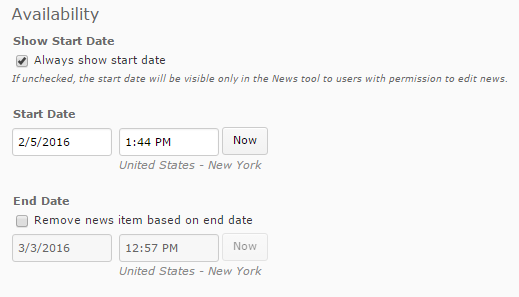 Availability
Show Start Date
Always show start date
If unchecked, the start date will be visible only in the News tool to users with permission to edit news.
Start Date
2/5/2016 1:44 PM Now
United States - New York
End Date
Remove news item based on end date
3/3/2016 12:57 PM Now
United States - New York